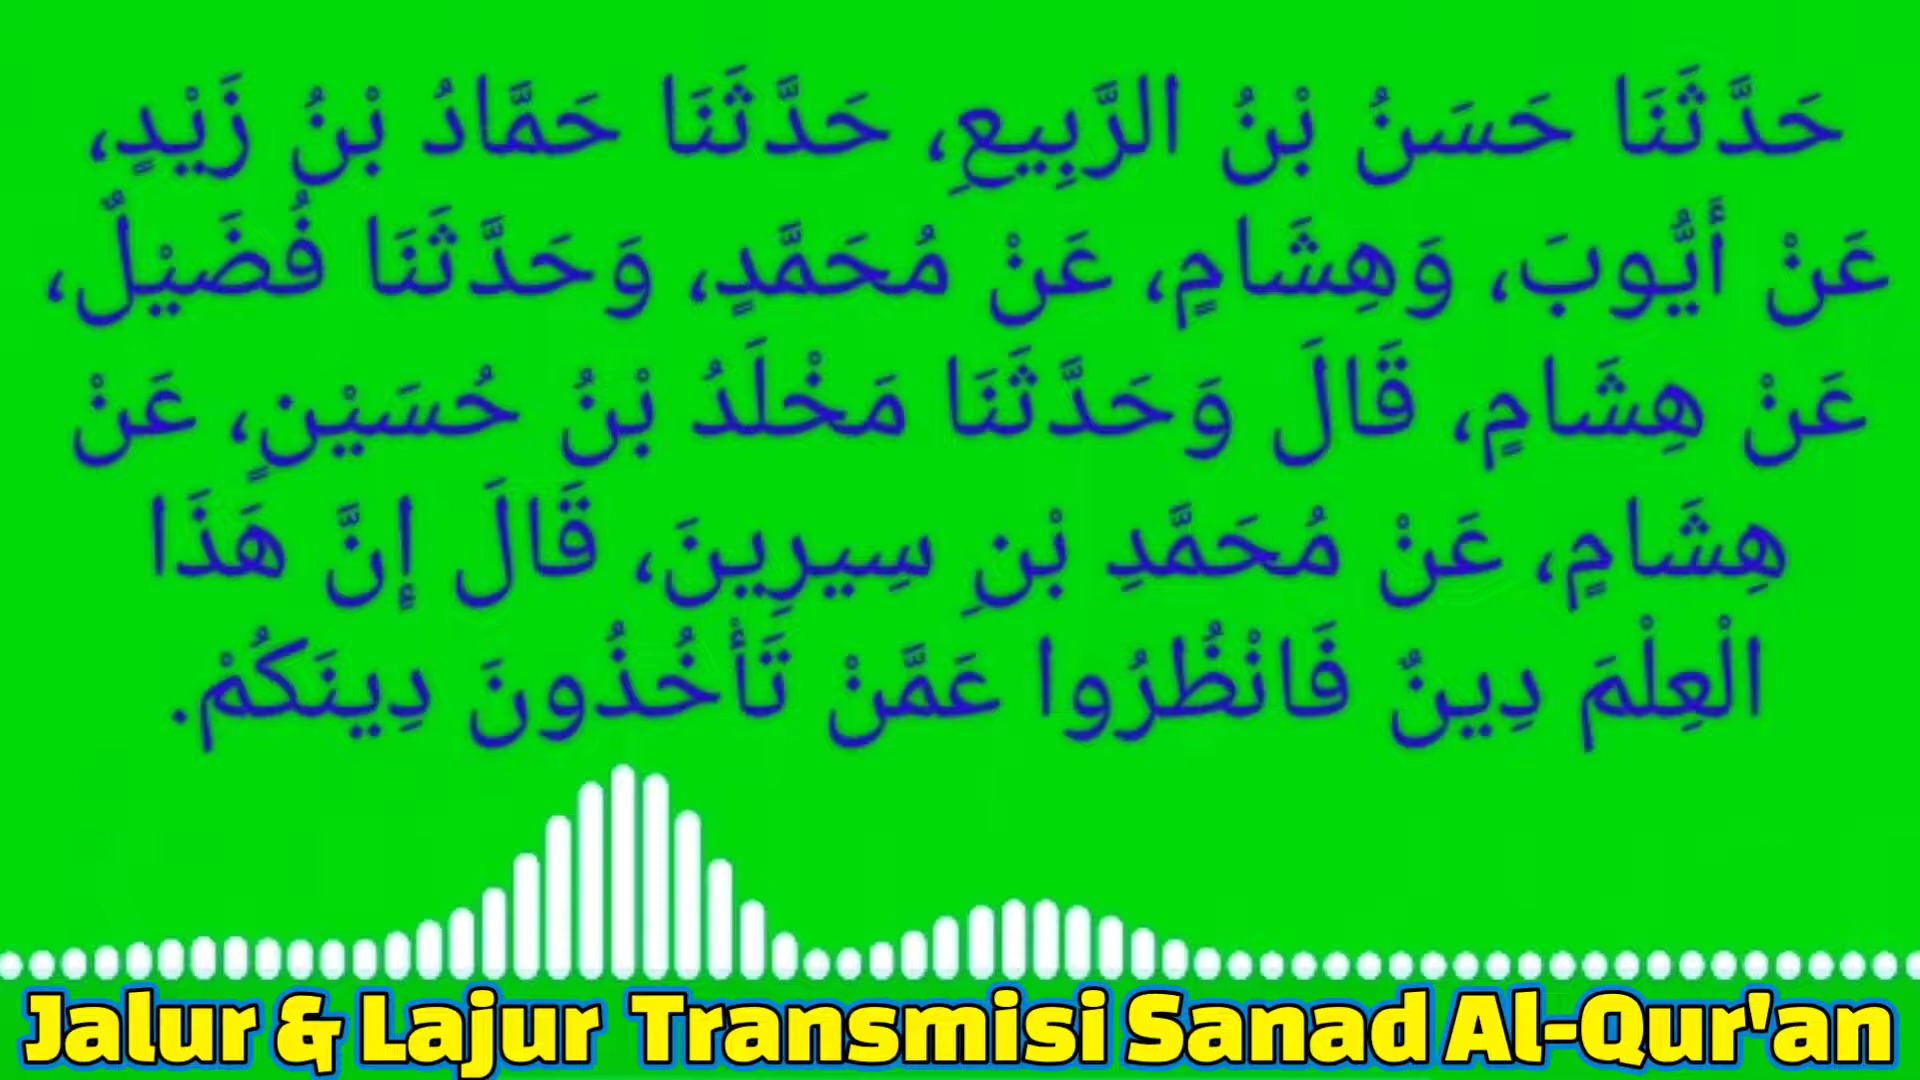 حَدَّثَنَا حَسَنُ بْنُ الرَّبِيعِ، حَدَّثَنَا حَمَّادُ بْنُ زَيْدٍ،
عَنْ أَيُّوبَ، وَهِشَامٍ، عَنْ مُحَمَّدٍ، وَحَدَّثَنَا فُضَيْلٌ،
عَنْ هِشَامٍ، قَالَ وَحَدَّثَنَا مَخْلَدُ بْنُ حُسَيْنٍ، عَنْ
هِشَامٍ، عَنْ مُحَمَّدِ بْنِ سِيرِينَ، قَالَ إِنَّ هَذَا
الْعِلْمَ دِينٌ فَانْظُرُوا عَمَّنْ تَأْخُذُونَ دِينَكُمْ.
Jalur & Lajur Transmisi Sanad Al-Qur'an